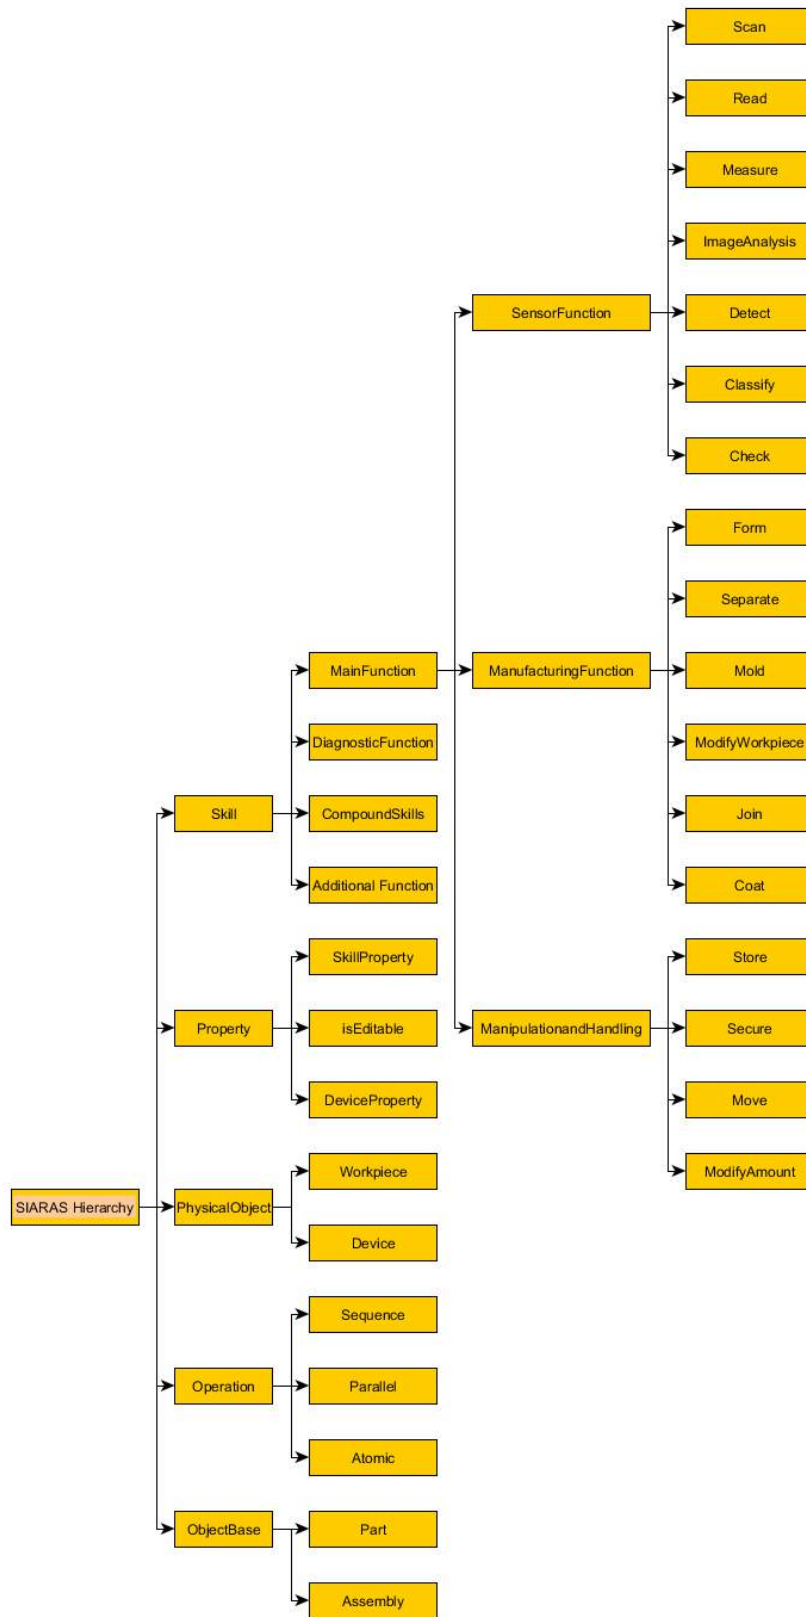 Scan
Read
Measure
ImageAnalysis
SensorFunction
Detect
Classify
Check
Form
Separate
MainFunction
ManufacturingFunction
Mold
DiagnosticFunction
ModifyWorkpiece
Skill
CompoundSkills
Join
Additional Function
Coat
SkillProperty
Store
Property
isEditable
ManipulationandHandling
Secure
DeviceProperty
Move
Workpiece
ModifyAmount
SIARAS Hierarchy
PhysicalObject
Device
Sequence
Operation
Parallel
Atomic
ObjectBase
Part
Assembly